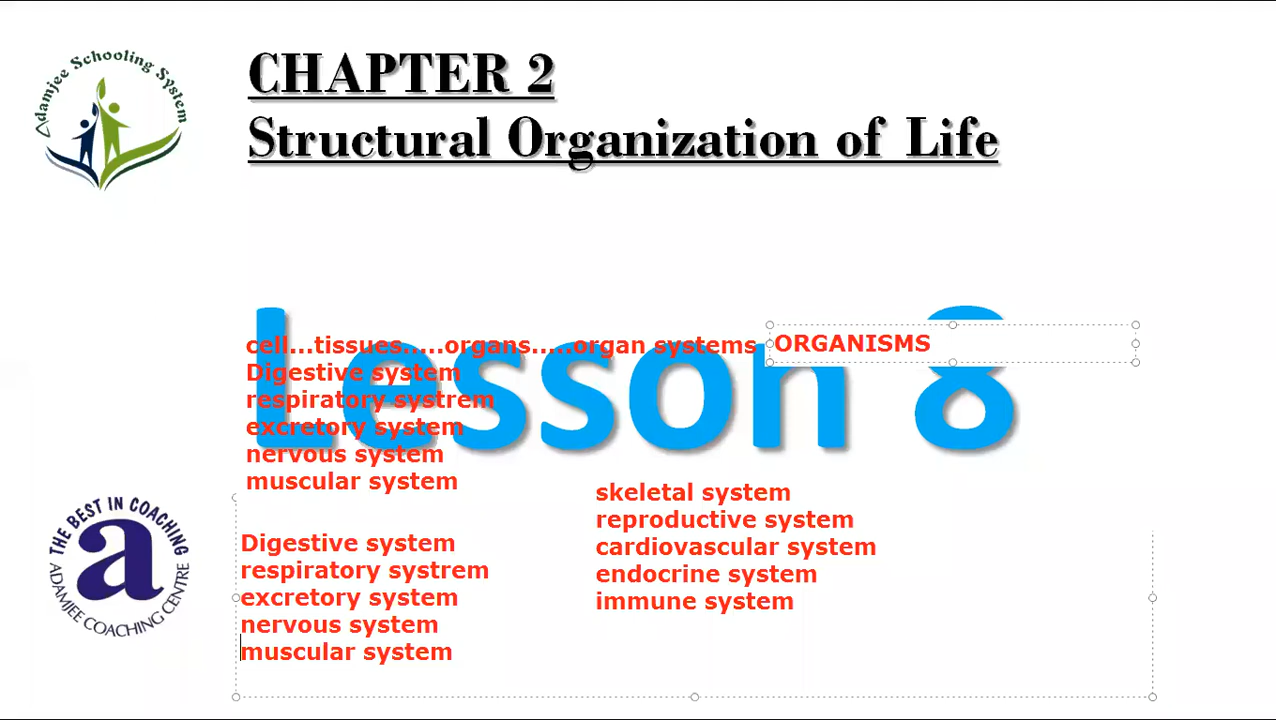 Adamjee Schooling System
CHAPTER 2
Structural Organization of Life
Lesson 8
cell...tissues.....organs.....organ systems
ORGANISMS
Digestive system
respiratory systrem
excretory system
nervous system
muscular system
skeletal system
reproductive system
cardiovascular system
endocrine system
immune system
Digestive system
respiratory systrem
excretory system
nervous system
muscular system
THE BEST IN COACHING
a
ADAMJEE COACHING CENTRE